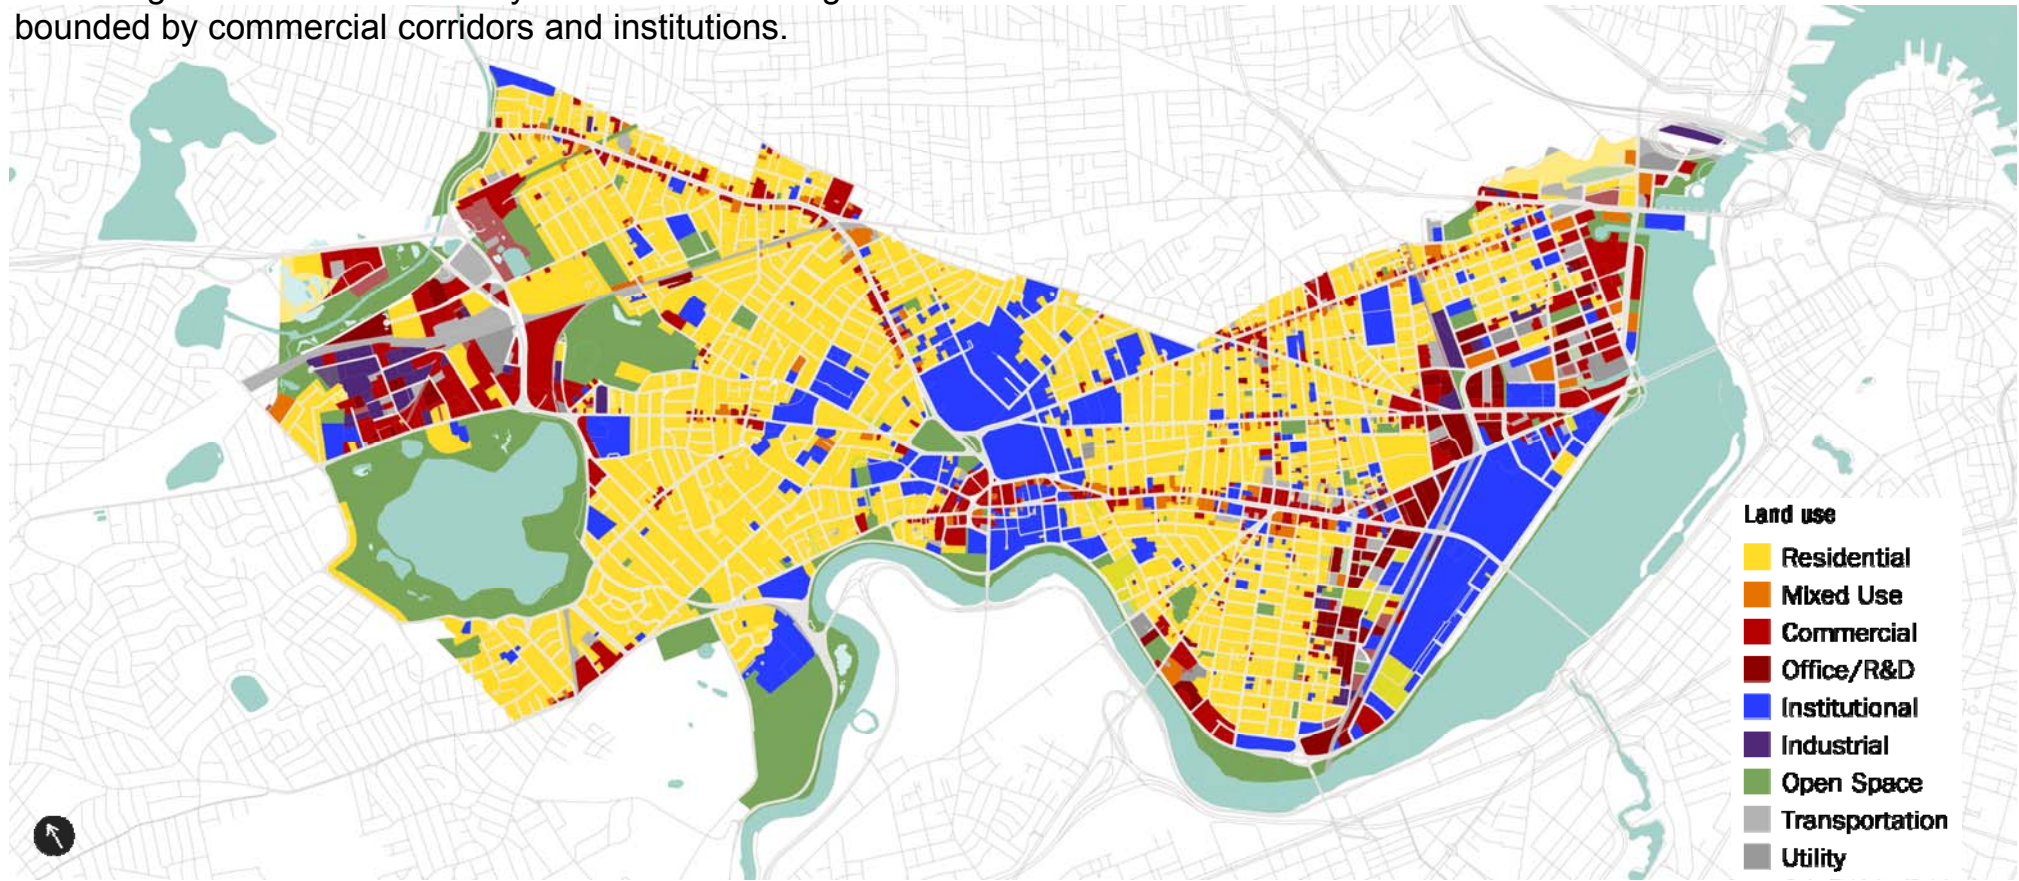 bounded by commercial corridors and institutions.
Land use
Residential
Mixed Use
Commercial
Office/R&D
Institutional
Industrial
Open Space
Transportation
Utility